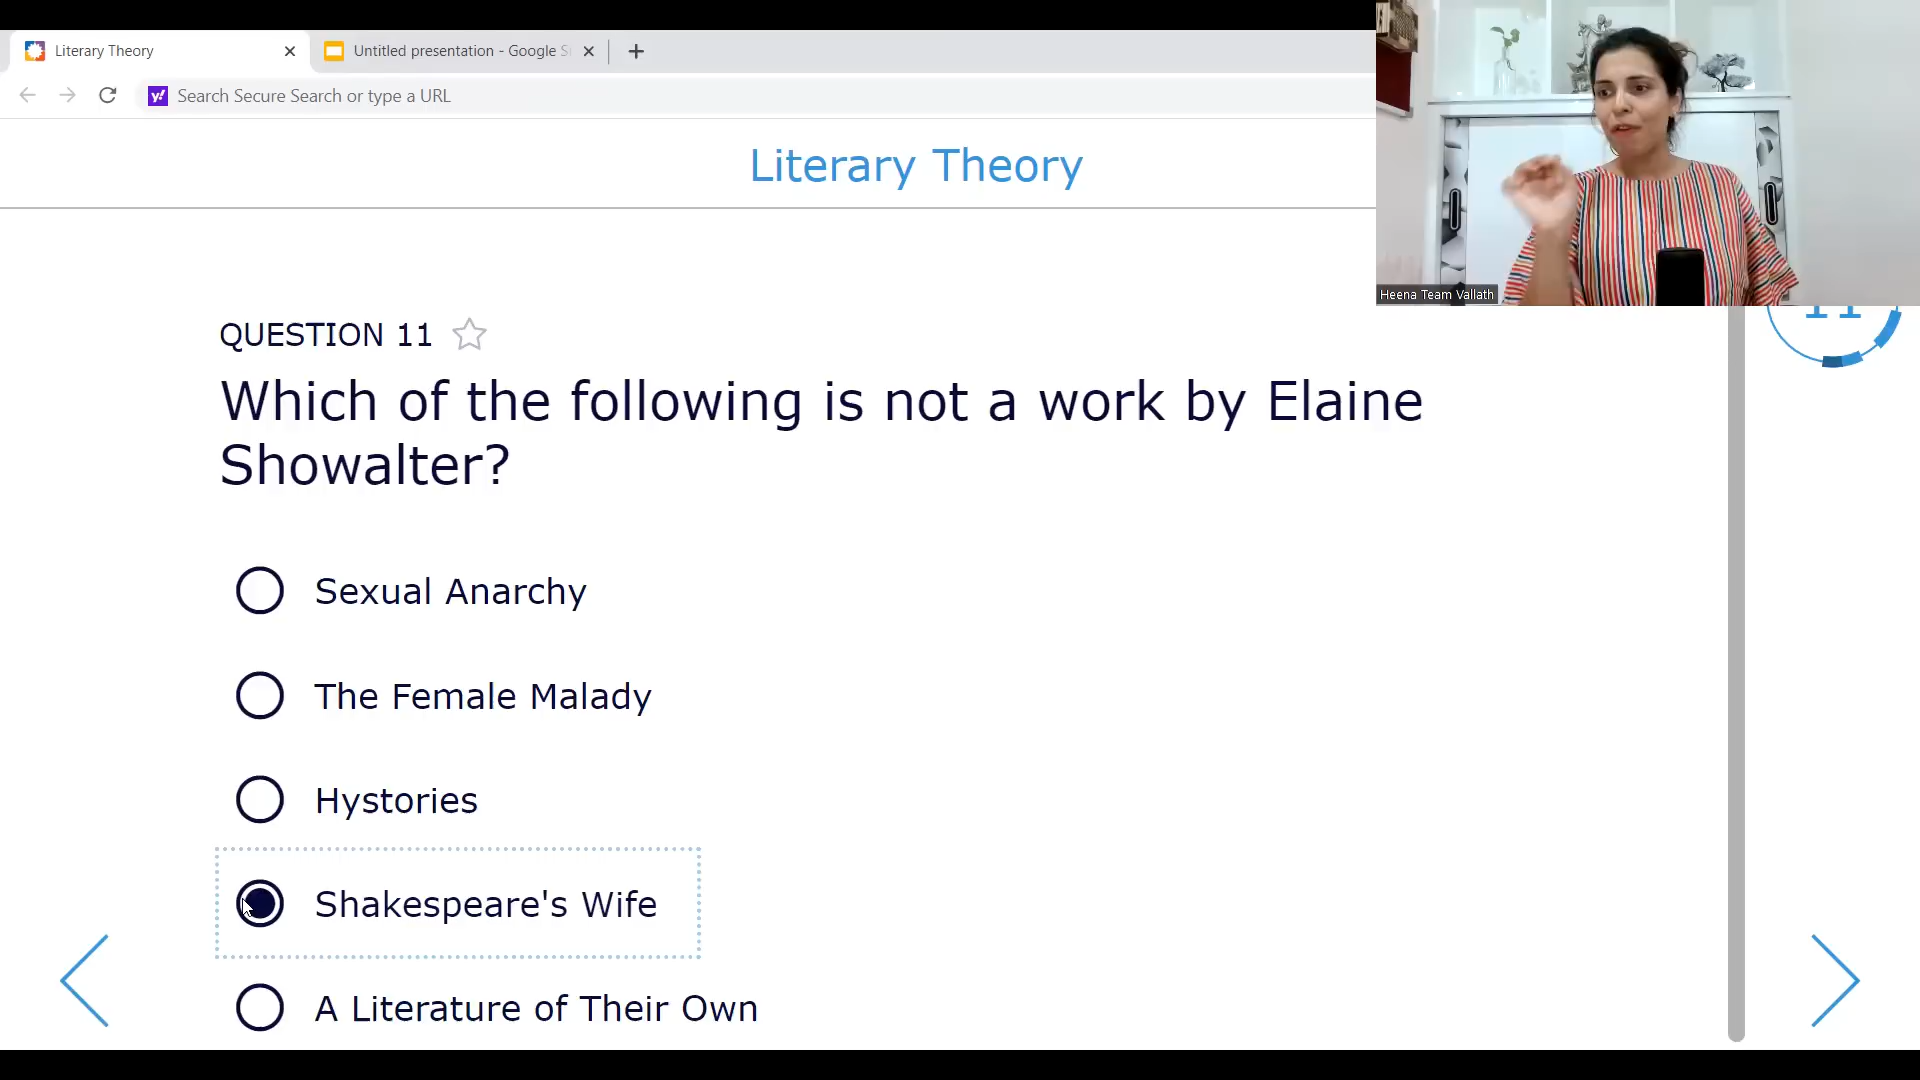 Literary Theory
Untitled presentation - Google S
Search Secure Search or type a URL
Literary Theory
Heena Team Vallath
11
QUESTION 11
Which of the following is not a work by Elaine
Showalter?
Sexual Anarchy
The Female Malady
Hystories
Shakespeare's Wife
A Literature of Their Own